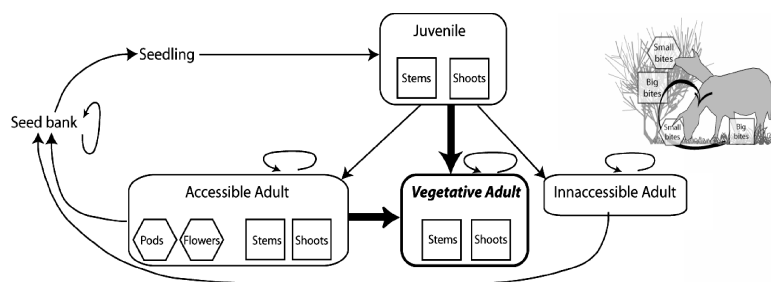 Juvenile
Stems
Shoots
Seedling
Seed bank
Accessible Adult
Pods
Flowers
Stems
Shoots
Vegetative Adult
Stems
Shoots
Innaccessible Adult
Small
bites
Big
bites
Small
bites
Big
bites